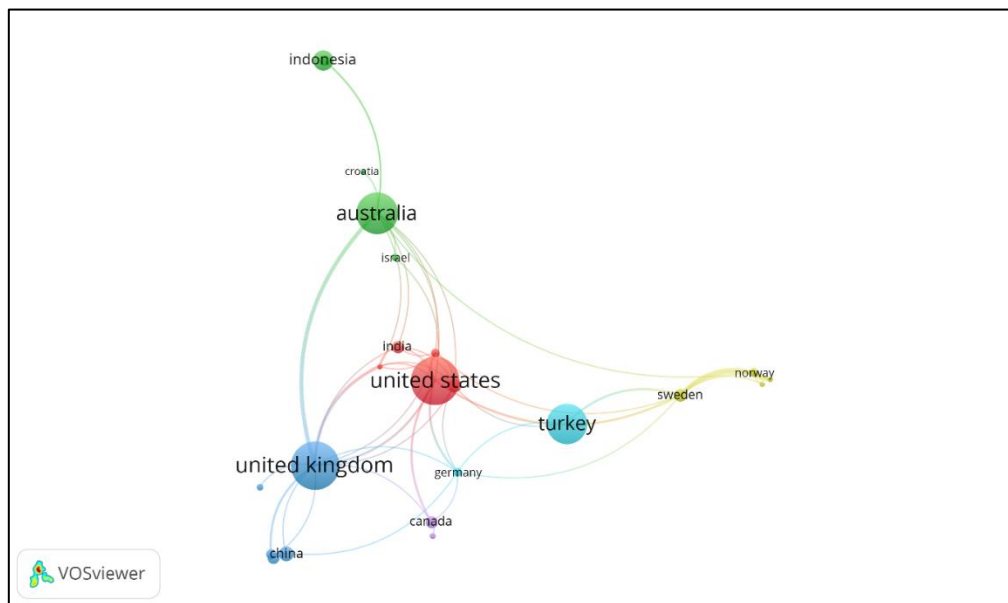 indonesia
croatia
australia
israel
india
united states
norway
sweden
turkey
united kingdom
germany
canada
china
VOSviewer